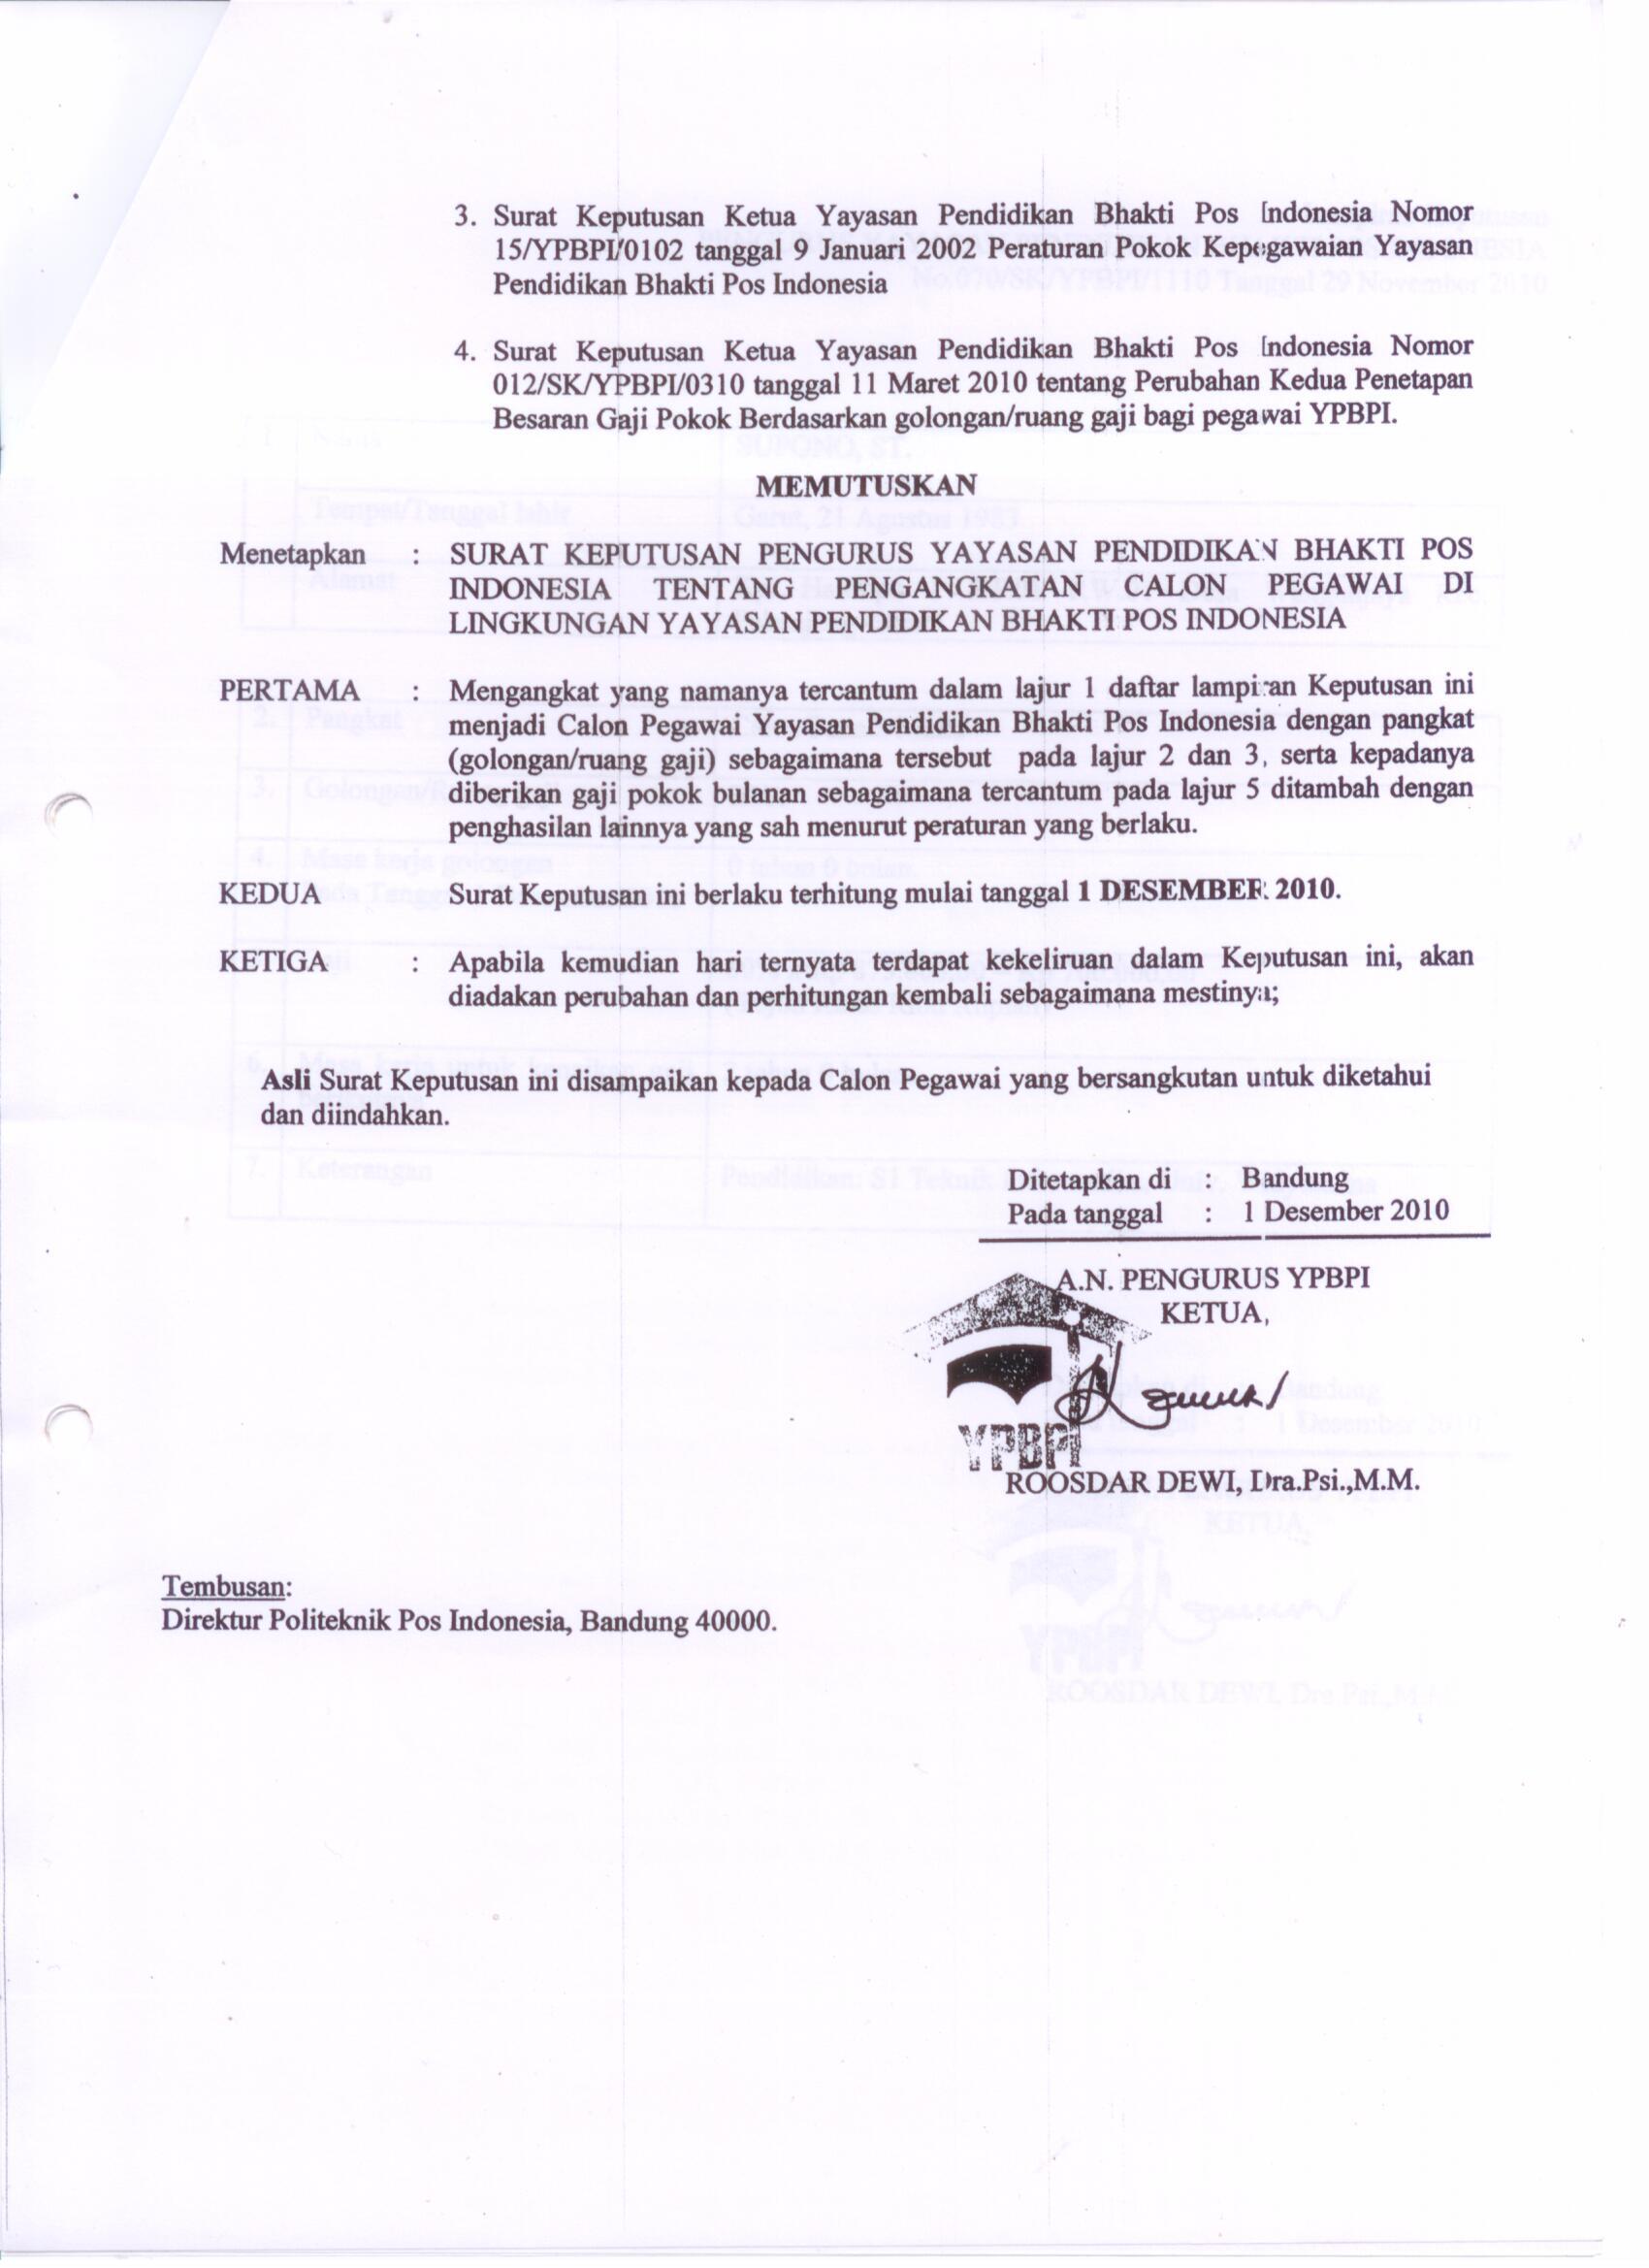 3. Surat Keputusan Ketua Yayasan Pendidikan Bhakti Pos Indonesia Nomor
15/YPBPI/0102 tanggal 9 Januari 2002 Peraturan Pokok Kepegawaian Yayasan
Pendidikan Bhakti Pos Indonesia
4. Surat Keputusan Ketua Yayasan Pendidikan Bhakti Pos Indonesia Nomor
012/SK/YPBPI/0310 tanggal 11 Maret 2010 tentang Perubahan Kedua Penetapan
Besaran Gaji Pokok Berdasarkan golongan/ruang gaji bagi pegawai YPBPI.
MEMUTUSKAN
Menetapkan : SURAT KEPUTUSAN PENGURUS YAYASAN PENDIDIKAN BHAKTI POS
INDONESIA TENTANG PENGANGKATAN CALON PEGAWAI DI
LINGKUNGAN YAYASAN PENDIDIKAN BHAKTI POS INDONESIA
PERTAMA : Mengangkat yang namanya tercantum dalam lajur 1 daftar lampiran Keputusan ini
menjadi Calon Pegawai Yayasan Pendidikan Bhakti Pos Indonesia dengan pangkat
(golongan/ruang gaji) sebagaimana tersebut pada lajur 2 dan 3, serta kepadanya
diberikan gaji pokok bulanan sebagaimana tercantum pada lajur 5 ditambah dengan
penghasilan lainnya yang sah menurut peraturan yang berlaku.
KEDUA Surat Keputusan ini berlaku terhitung mulai tanggal 1 DESEMBER 2010.
KETIGA : Apabila kemudian hari ternyata terdapat kekeliruan dalam Keputusan ini, akan
diadakan perubahan dan perhitungan kembali sebagaimana mestinya;
Asli Surat Keputusan ini disampaikan kepada Calon Pegawai yang bersangkutan untuk diketahui
dan diindahkan.
Ditetapkan di : Bandung
Pada tanggal : 1 Desember 2010
A.N. PENGURUS YPBPI
KETUA,
YPBPI
ROOSDAR DEWI, Dra.Psi.,M.M.
Tembusan:
Direktur Politeknik Pos Indonesia, Bandung 40000.